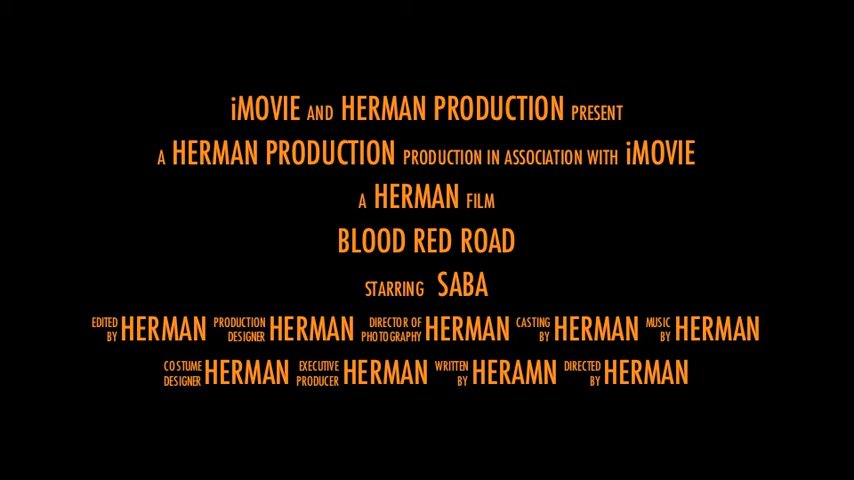 iMOVIE AND HERMAN PRODUCTION PRESENT
A HERMAN PRODUCTION PRODUCTION IN ASSOCIATION WITH iMOVIE
A HERMAN FILM
BLOOD RED ROAD
STARRING SABA
EDITED BY HERMAN PRODUCTION DESIGNER HERMAN DIRECTOR OF PHOTOGRAPHY HERMAN CASTING BY HERMAN MUSIC BY HERMAN
COSTUME DESIGNER HERMAN EXECUTIVE PRODUCER HERMAN WRITTEN BY HERAMN DIRECTED BY HERMAN